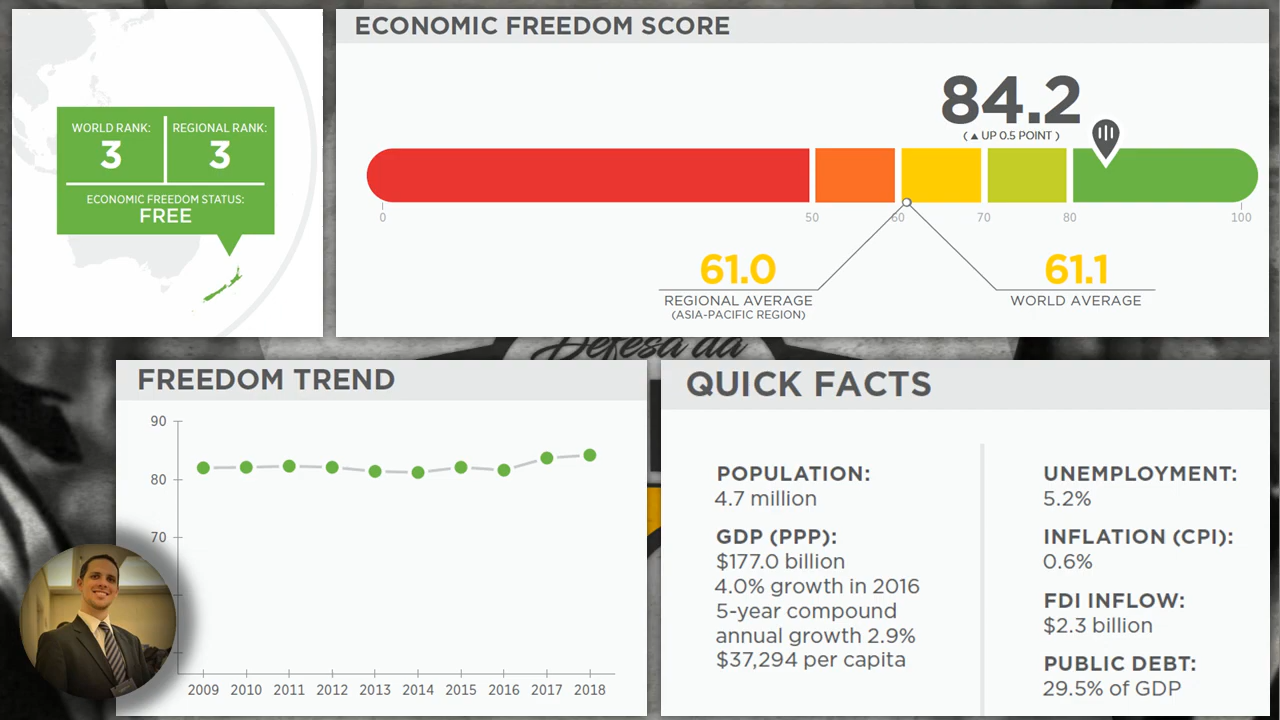 WORLD RANK:
3
REGIONAL RANK:
3
ECONOMIC FREEDOM STATUS:
FREE
ECONOMIC FREEDOM SCORE
84.2
( ▲ UP 0.5 POINT )
0 50 60 70 80 100
61.0
REGIONAL AVERAGE
(ASIA-PACIFIC REGION)
61.1
WORLD AVERAGE
Defesa da
FREEDOM TREND
90
80
70
2009 2010 2011 2012 2013 2014 2015 2016 2017 2018
QUICK FACTS
POPULATION:
4.7 million
GDP (PPP):
$177.0 billion
4.0% growth in 2016
5-year compound
annual growth 2.9%
$37,294 per capita
UNEMPLOYMENT:
5.2%
INFLATION (CPI):
0.6%
FDI INFLOW:
$2.3 billion
PUBLIC DEBT:
29.5% of GDP